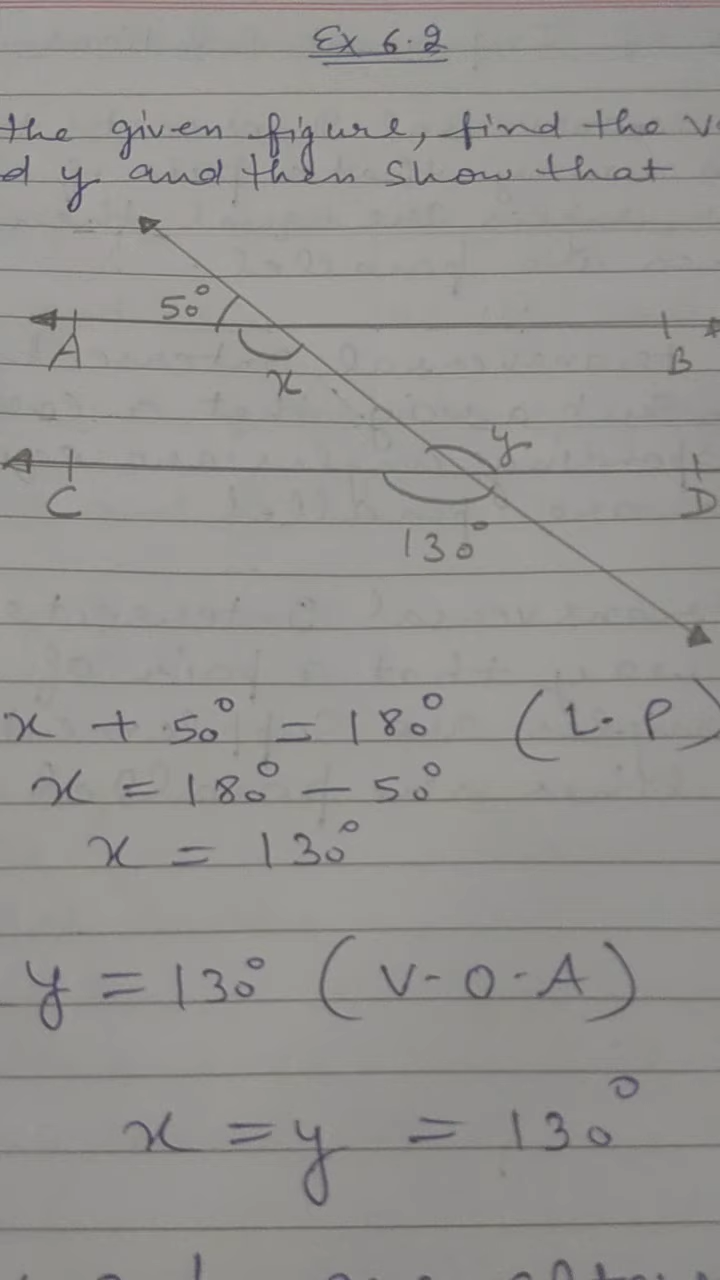 Ex 6.2
the given figure, find the
y and then show that
50°
A
B
x
y
C
D
130°
x + 50° = 180° (L.P)
x = 180° - 50°
x = 130°
y = 130° (V-O-A)
x = y = 130°